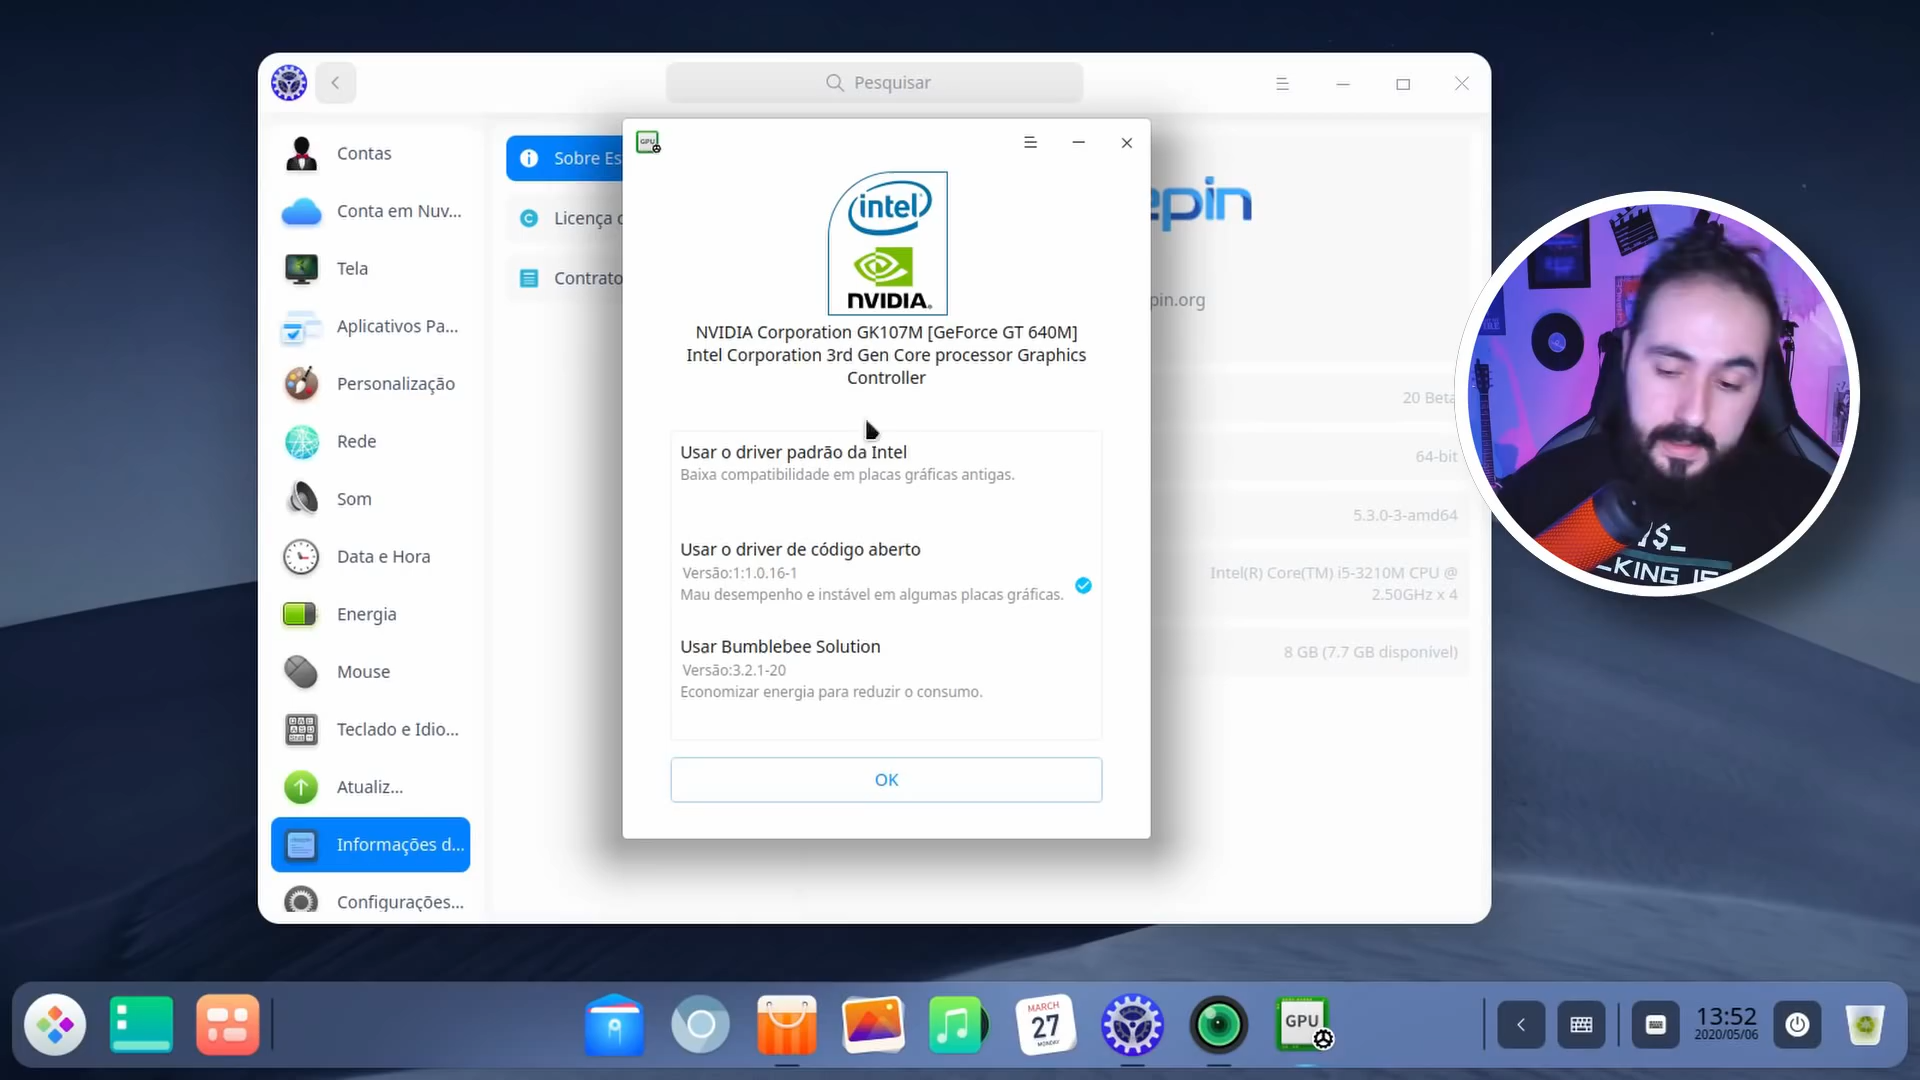 Pesquisar
Contas
Conta em Nuv...
Tela
Aplicativos Pa...
Personalização
Rede
Som
Data e Hora
Energia
Mouse
Teclado e Idio...
Atualiz...
Informações d...
Configurações...
Sobre Es
Licença
Contrato
GPU
intel
NVIDIA.
NVIDIA Corporation GK107M [GeForce GT 640M]
Intel Corporation 3rd Gen Core processor Graphics
Controller
Usar o driver padrão da Intel
Baixa compatibilidade em placas gráficas antigas.
Usar o driver de código aberto
Versão:1:1.0.16-1
Mau desempenho e instável em algumas placas gráficas.
Usar Bumblebee Solution
Versão:3.2.1-20
Economizar energia para reduzir o consumo.
OK
epin
pin.org
20 Beta
64-bit
5.3.0-3-amd64
Intel(R) Core(TM) i5-3210M CPU @
2.50GHz x 4
8 GB (7.7 GB disponível)
$_
LKING IS
MARCH
27
MONDAY
GPU
13:52
2020/05/06